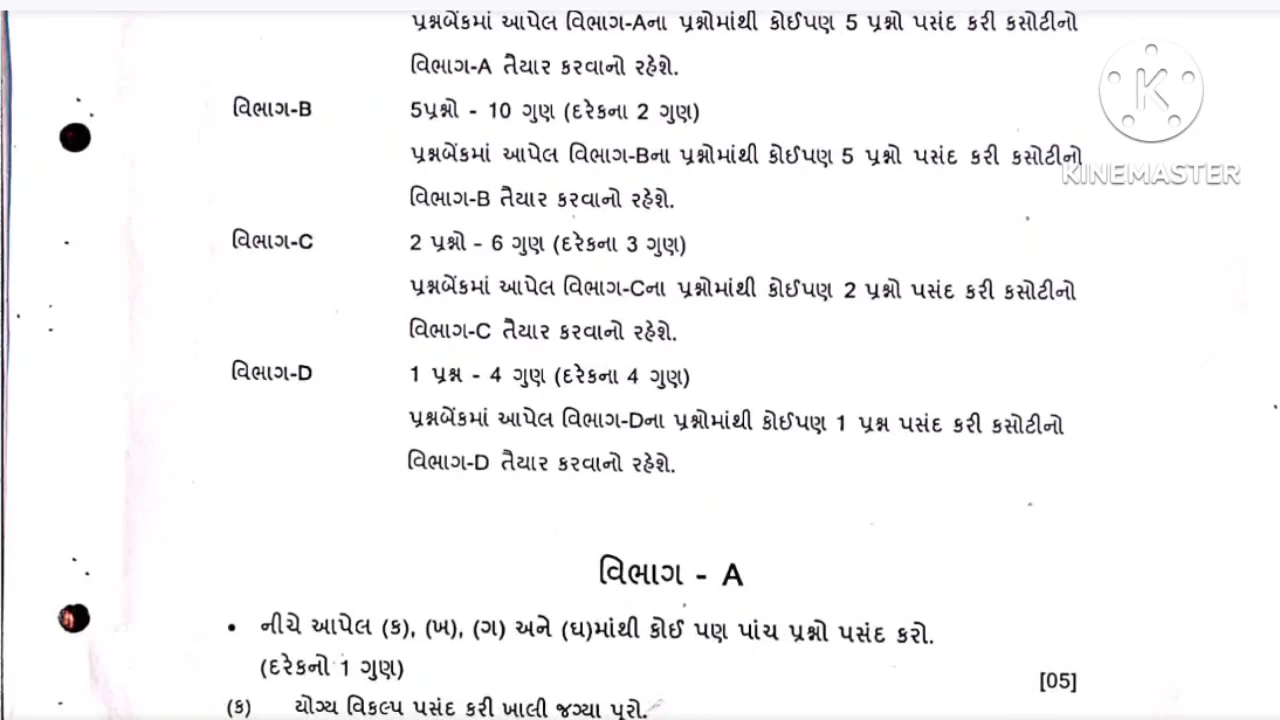 પ્રશ્નબેંકમાં આપેલ વિભાગ-Aના પ્રશ્નોમાંથી કોઈપણ 5 પ્રશ્નો પસંદ કરી કસોટીનો
વિભાગ-A તૈયાર કરવાનો રહેશે.
વિભાગ-B 5પ્રશ્નો - 10 ગુણ (દરેકના 2 ગુણ)
પ્રશ્નબેંકમાં આપેલ વિભાગ-Bના પ્રશ્નોમાંથી કોઈપણ 5 પ્રશ્નો પસંદ કરી કસોટીનો
વિભાગ-B તૈયાર કરવાનો રહેશે.
વિભાગ-C 2 પ્રશ્નો - 6 ગુણ (દરેકના 3 ગુણ)
પ્રશ્નબેંકમાં આપેલ વિભાગ-Cના પ્રશ્નોમાંથી કોઈપણ 2 પ્રશ્નો પસંદ કરી કસોટીનો
વિભાગ-C તૈયાર કરવાનો રહેશે.
વિભાગ-D 1 પ્રશ્ન - 4 ગુણ (દરેકના 4 ગુણ)
પ્રશ્નબેંકમાં આપેલ વિભાગ-Dના પ્રશ્નોમાંથી કોઈપણ 1 પ્રશ્ન પસંદ કરી કસોટીનો
વિભાગ-D તૈયાર કરવાનો રહેશે.
વિભાગ - A
• નીચે આપેલ (ક), (ખ), (ગ) અને (ઘ)માંથી કોઈ પણ પાંચ પ્રશ્નો પસંદ કરો.
(દરેકનો 1 ગુણ) [05]
(ક) યોગ્ય વિકલ્પ પસંદ કરી ખાલી જગ્યા પૂરો.
K
KINEMASTER